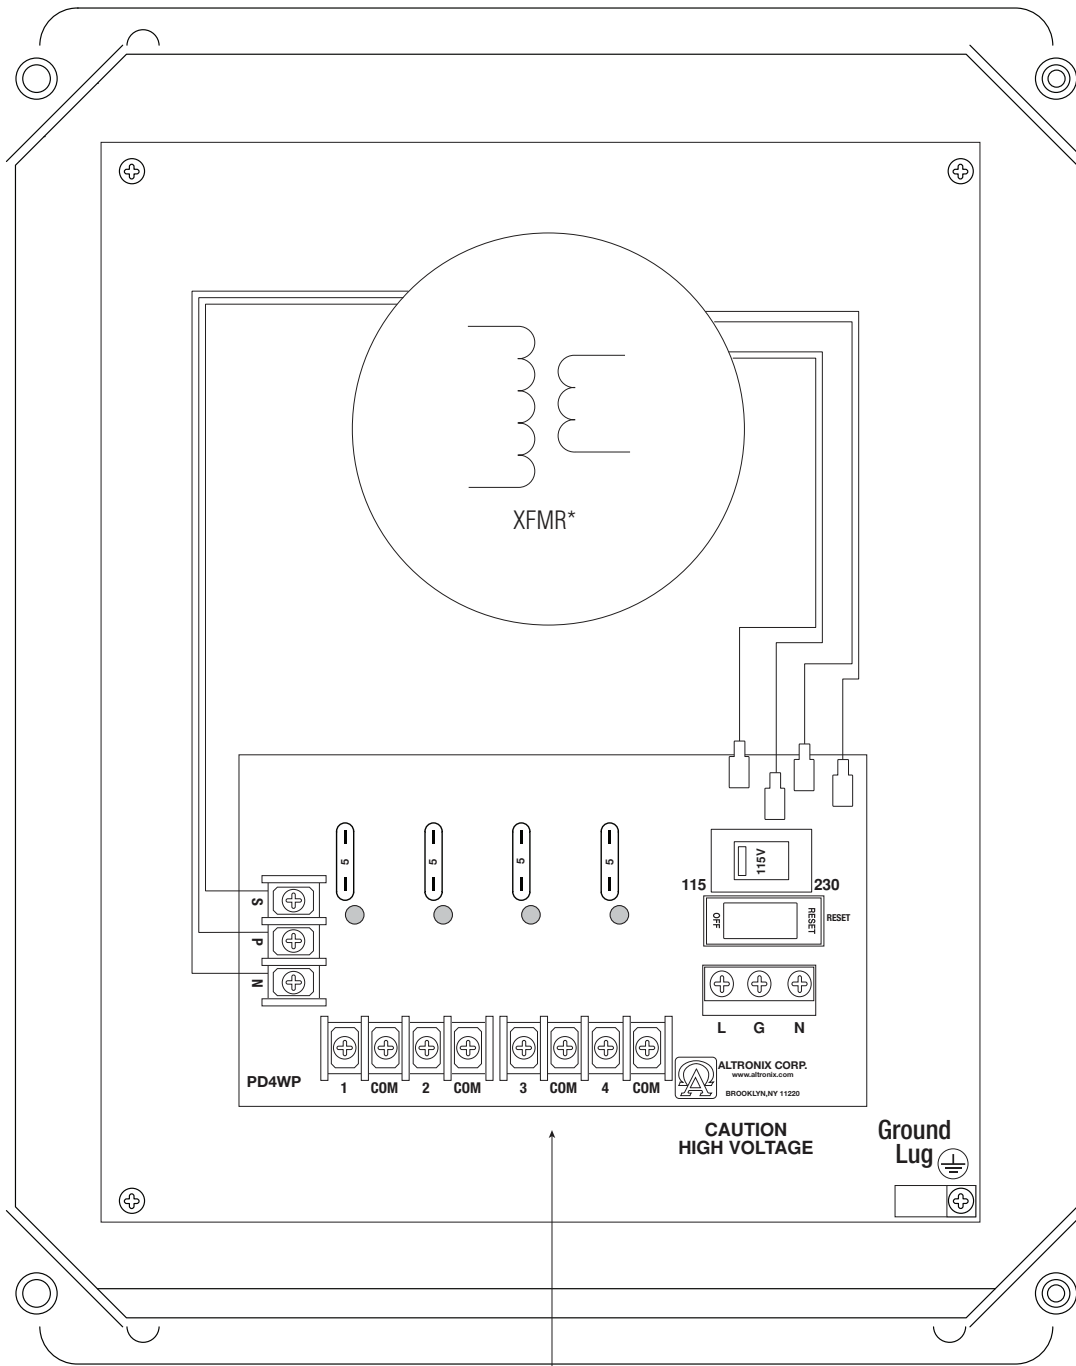 XFMR*
5
5
5
5
115V
115
230
OFF
RESET
RESET
S
P
N
L
G
N
PD4WP
1
COM
2
COM
3
COM
4
COM
ALTRONIX CORP.
www.altronix.com
BROOKLYN,NY 11220
CAUTION
HIGH VOLTAGE
Ground
Lug